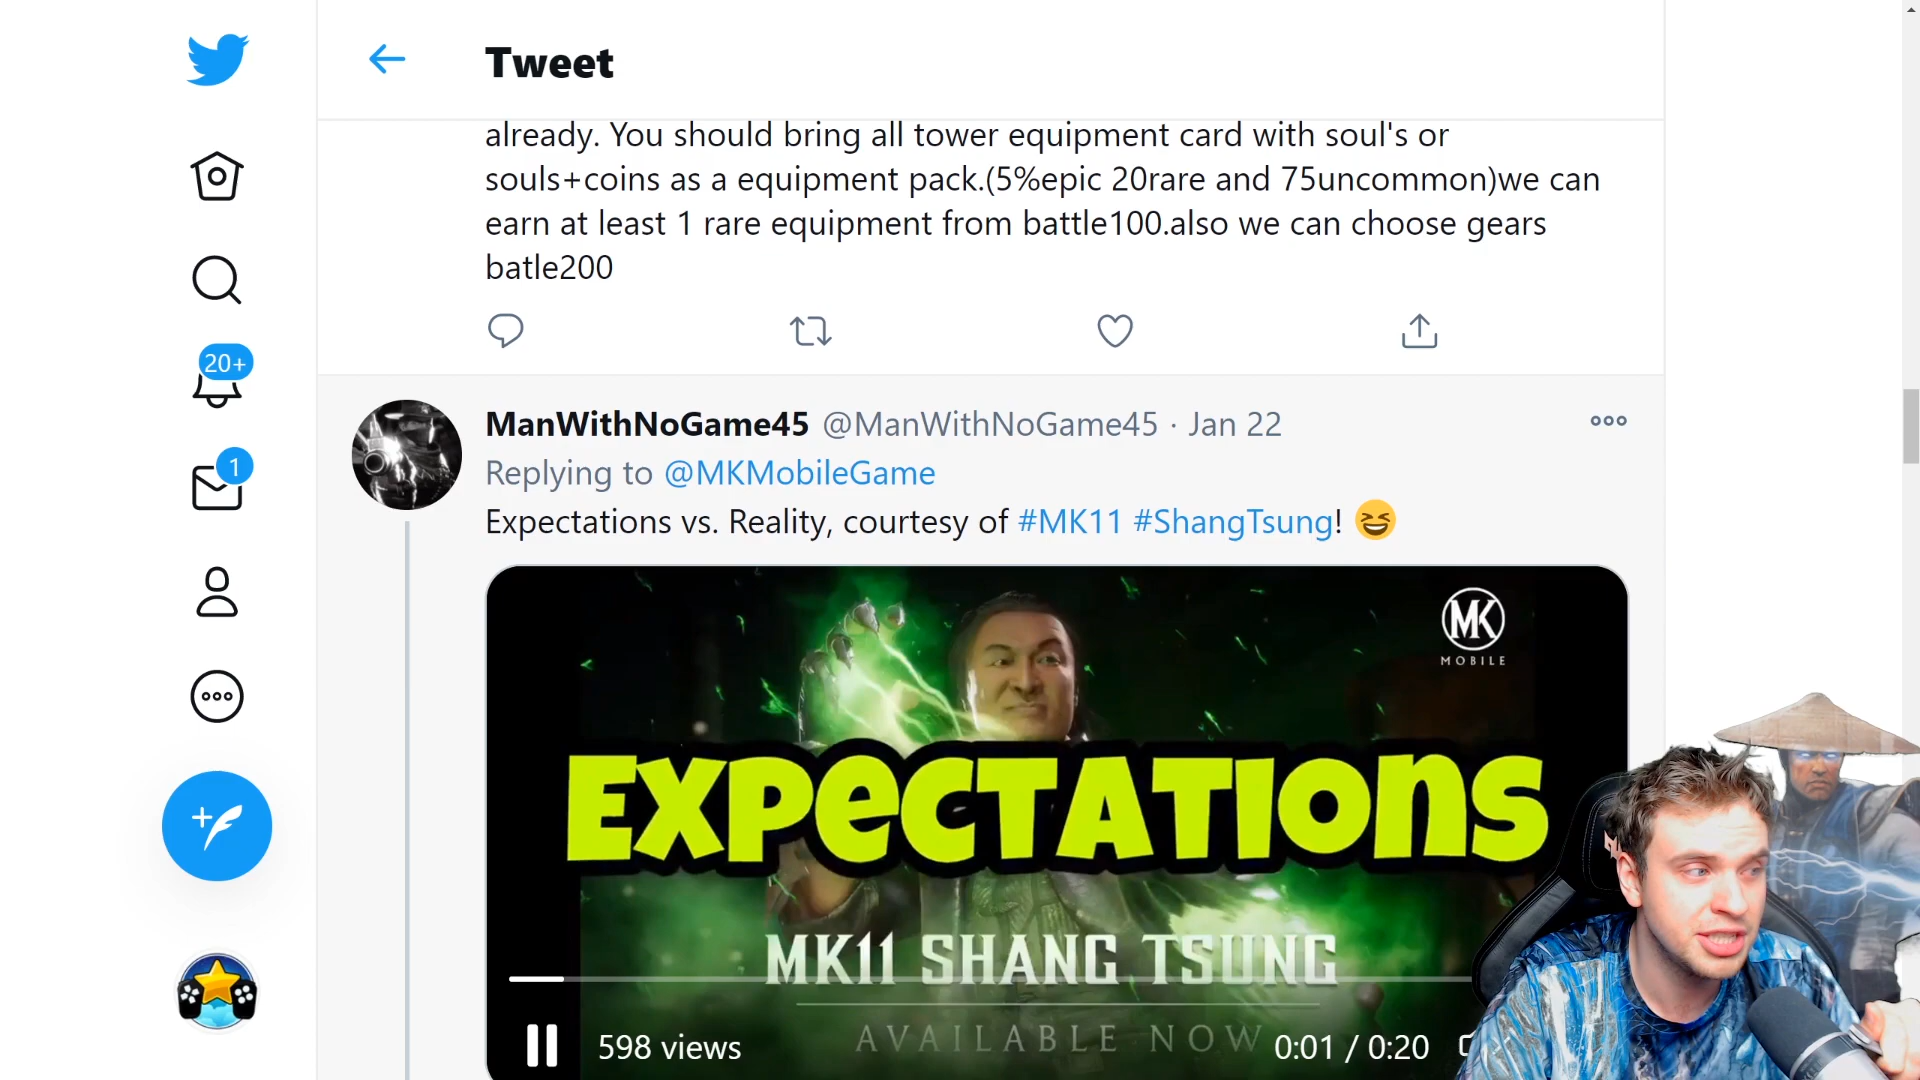 Tweet
already. You should bring all tower equipment card with soul's or
souls+coins as a equipment pack.(5%epic 20rare and 75uncommon)we can
earn at least 1 rare equipment from battle100.also we can choose gears
batle200
20+
1
ManWithNoGame45 @ManWithNoGame45 · Jan 22
Replying to @MKMobileGame
Expectations vs. Reality, courtesy of #MK11 #ShangTsung! 😆
MK
MOBILE
EXPeCTATIOnS
MK11 SHANG TSUNG
AVAILABLE NOW
598 views
0:01 / 0:20